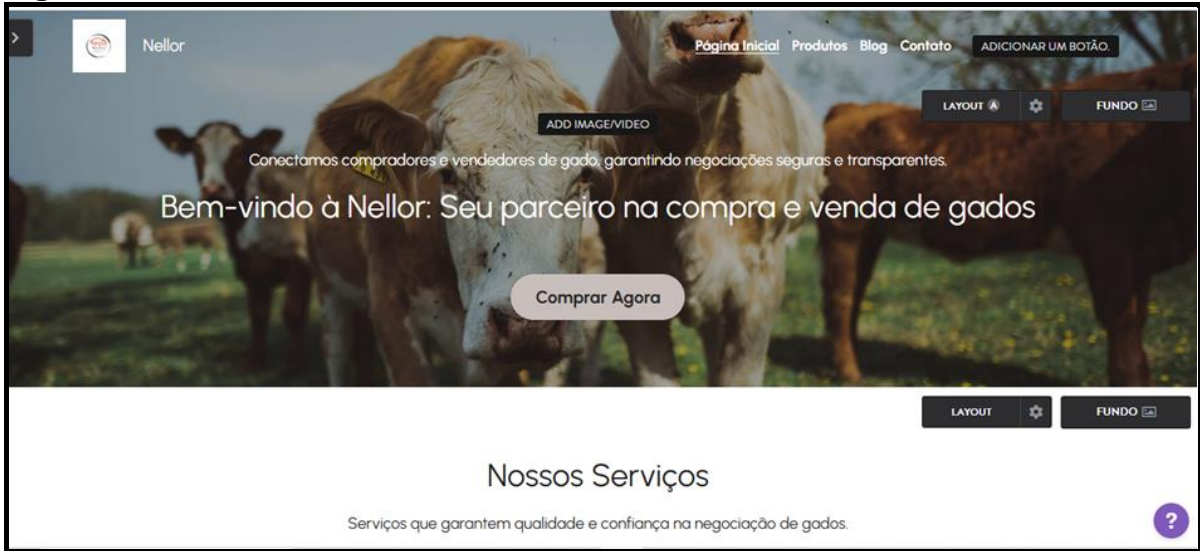 Nellor
Página Inicial Produtos Blog Contato ADICIONAR UM BOTÃO.
LAYOUT A FUNDO
ADD IMAGE/VIDEO
Conectamos compradores e vendedores de gado, garantindo negociações seguras e transparentes.
Bem-vindo à Nellor: Seu parceiro na compra e venda de gados
Comprar Agora
LAYOUT FUNDO
Nossos Serviços
Serviços que garantem qualidade e confiança na negociação de gados.
?